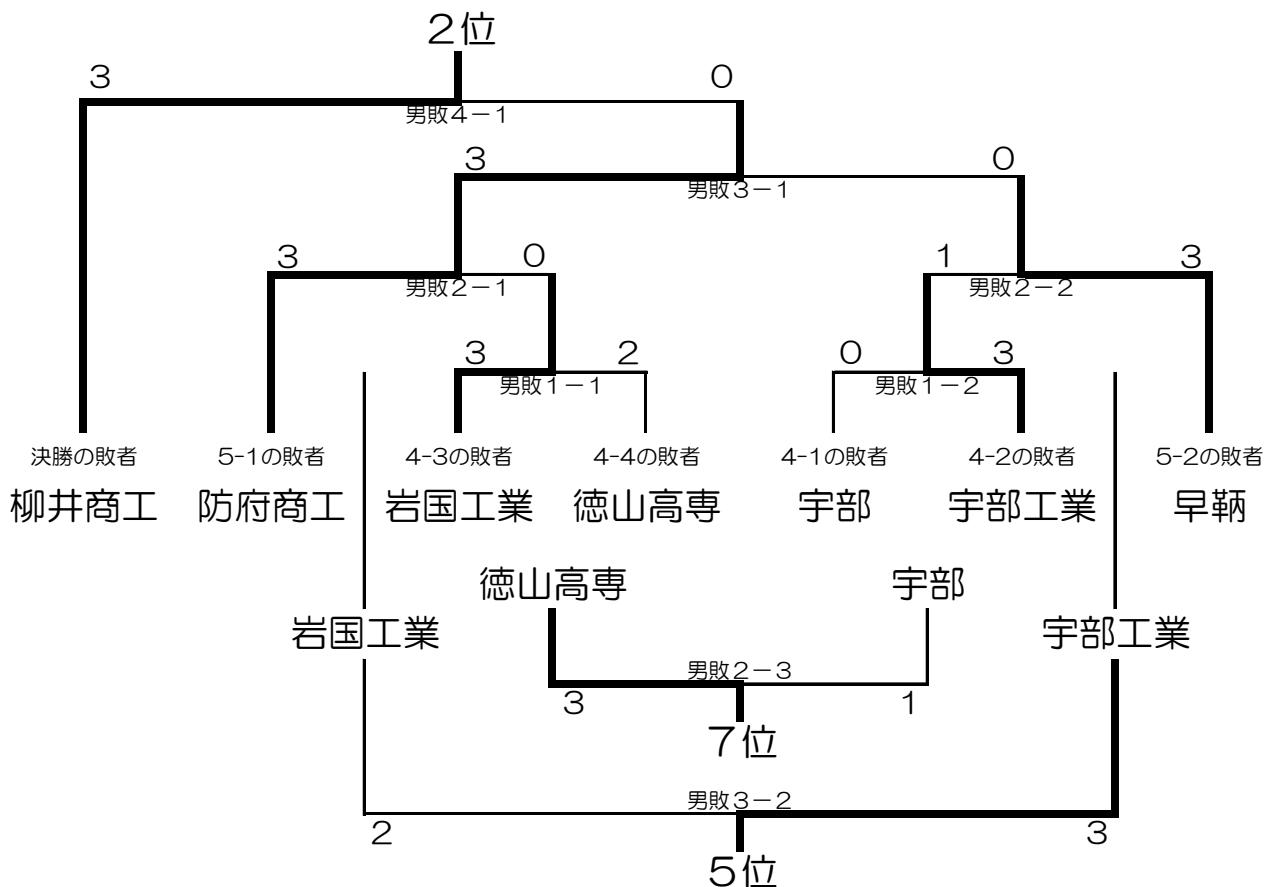 ２位
3 0
男敗４－１
3 0
男敗３－１
3 0 1 3
男敗２－１ 男敗２－２
3 2 0 3
男敗１－１ 男敗１－２
決勝の敗者 5-1の敗者 4-3の敗者 4-4の敗者 4-1の敗者 4-2の敗者 5-2の敗者
柳井商工 防府商工 岩国工業 徳山高専 宇部 宇部工業 早鞆
徳山高専 宇部
岩国工業 宇部工業
男敗２－３
3 1
７位
男敗３－２
2 3
５位